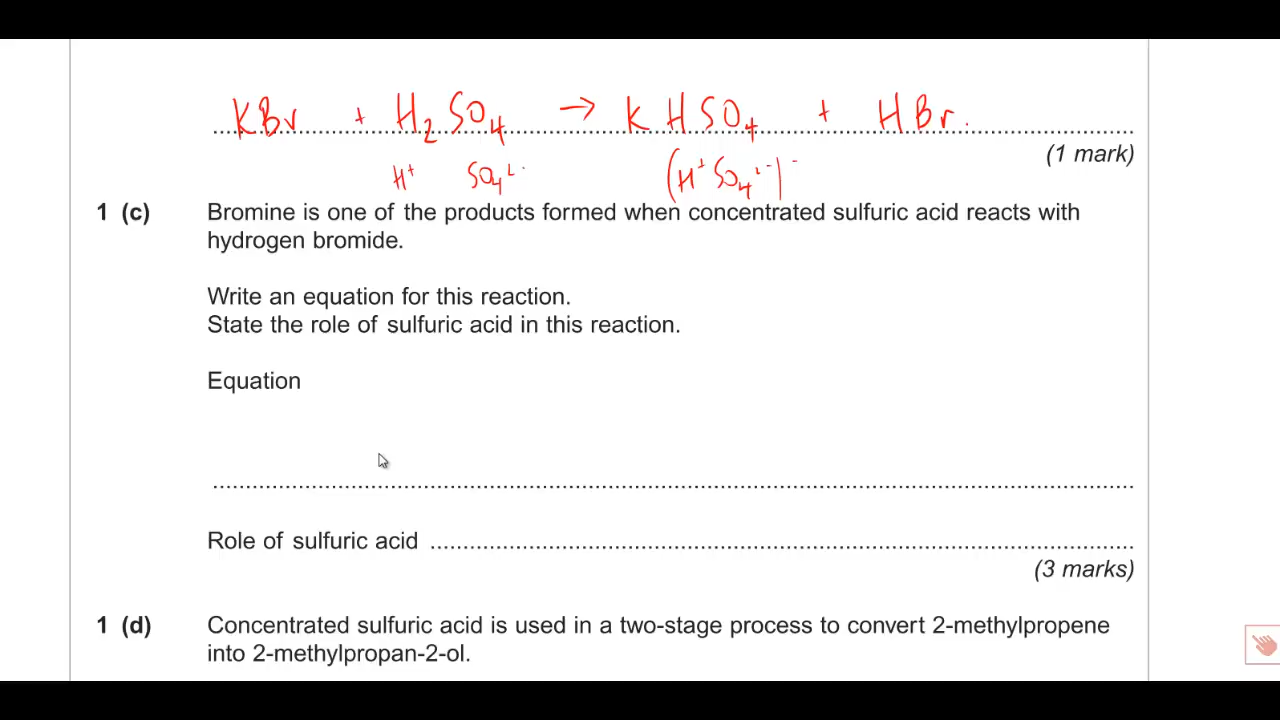 KBr + H2SO4 → KHSO4 + HBr.
(1 mark)
H+ SO4²⁻ (H+ SO4²⁻)⁻
1 (c) Bromine is one of the products formed when concentrated sulfuric acid reacts with
hydrogen bromide.
Write an equation for this reaction.
State the role of sulfuric acid in this reaction.
Equation
Role of sulfuric acid
(3 marks)
1 (d) Concentrated sulfuric acid is used in a two-stage process to convert 2-methylpropene
into 2-methylpropan-2-ol.